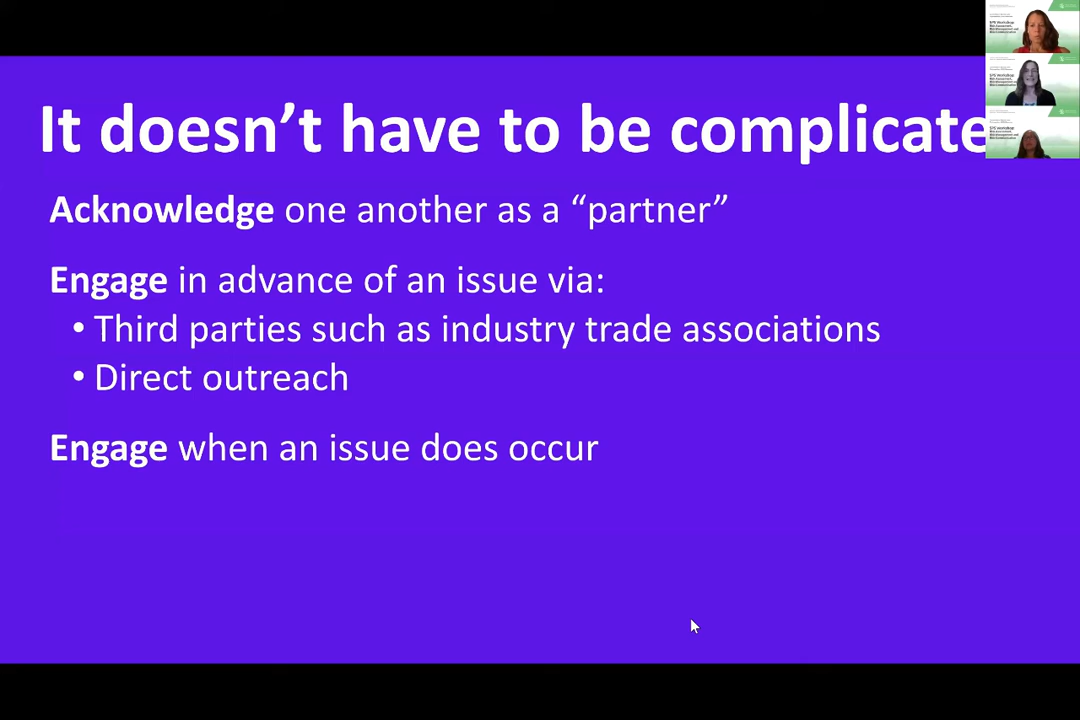 It doesn’t have to be complicate
Acknowledge one another as a “partner”
Engage in advance of an issue via:
• Third parties such as industry trade associations
• Direct outreach
Engage when an issue does occur